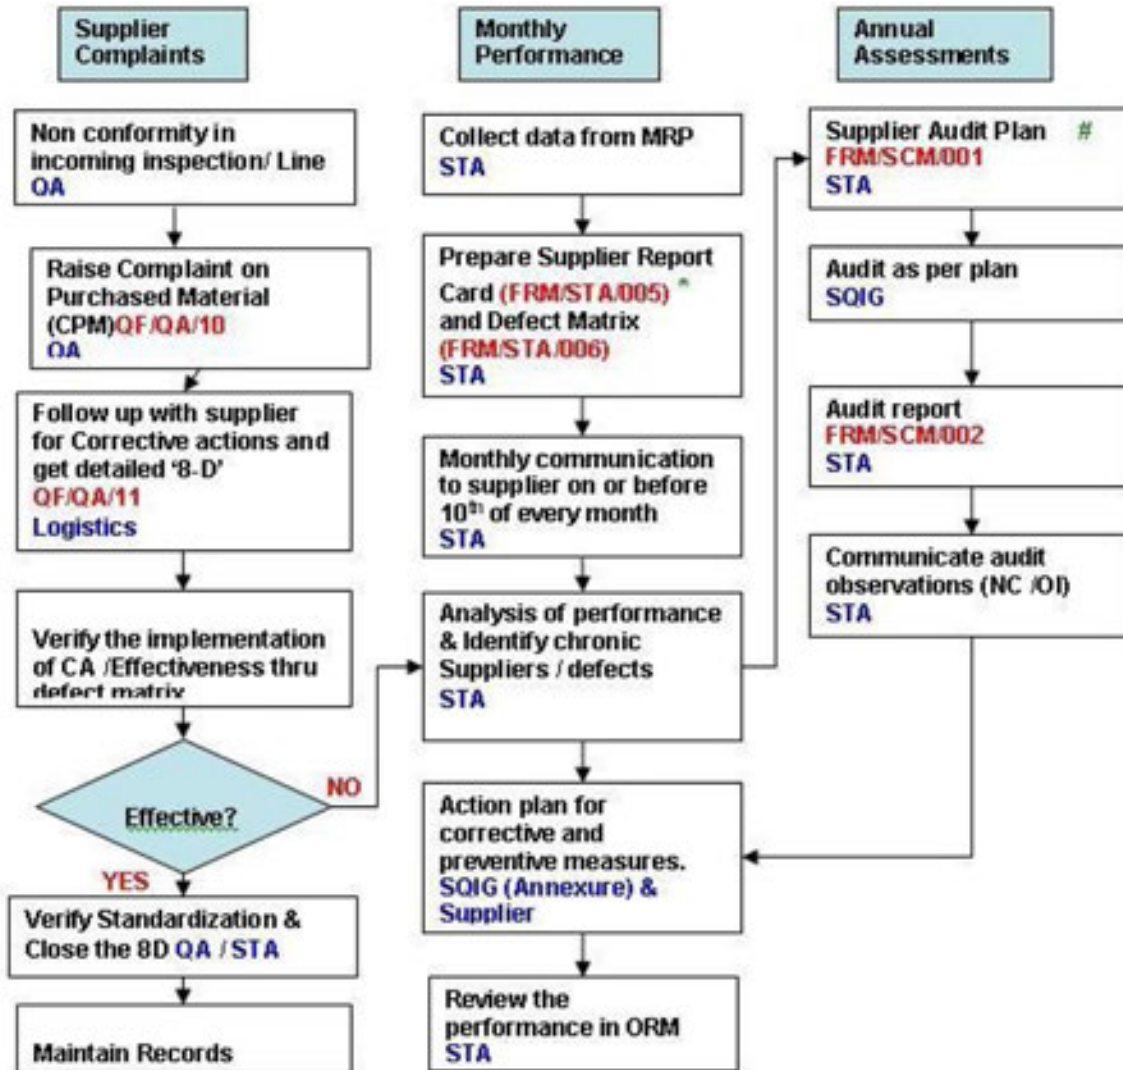 Supplier
Complaints
Non conformity in
incoming inspection/ Line
QA
Raise Complaint on
Purchased Material
(CPM)QF/QA/10
QA
Follow up with supplier
for Corrective actions and
get detailed ‘8-D’
QF/QA/11
Logistics
Verify the implementation
of CA /Effectiveness thru
defect matrix
Effective?
NO
YES
Verify Standardization &
Close the 8D QA / STA
Maintain Records
Monthly
Performance
Collect data from MRP
STA
Prepare Supplier Report
Card (FRM/STA/005) ^
and Defect Matrix
(FRM/STA/006)
STA
Monthly communication
to supplier on or before
10th of every month
STA
Analysis of performance
& Identify chronic
Suppliers / defects
STA
Action plan for
corrective and
preventive measures.
SQIG (Annexure) &
Supplier
Review the
performance in ORM
STA
Annual
Assessments
Supplier Audit Plan #
FRM/SCM/001
STA
Audit as per plan
SQIG
Audit report
FRM/SCM/002
STA
Communicate audit
observations (NC /OI)
STA